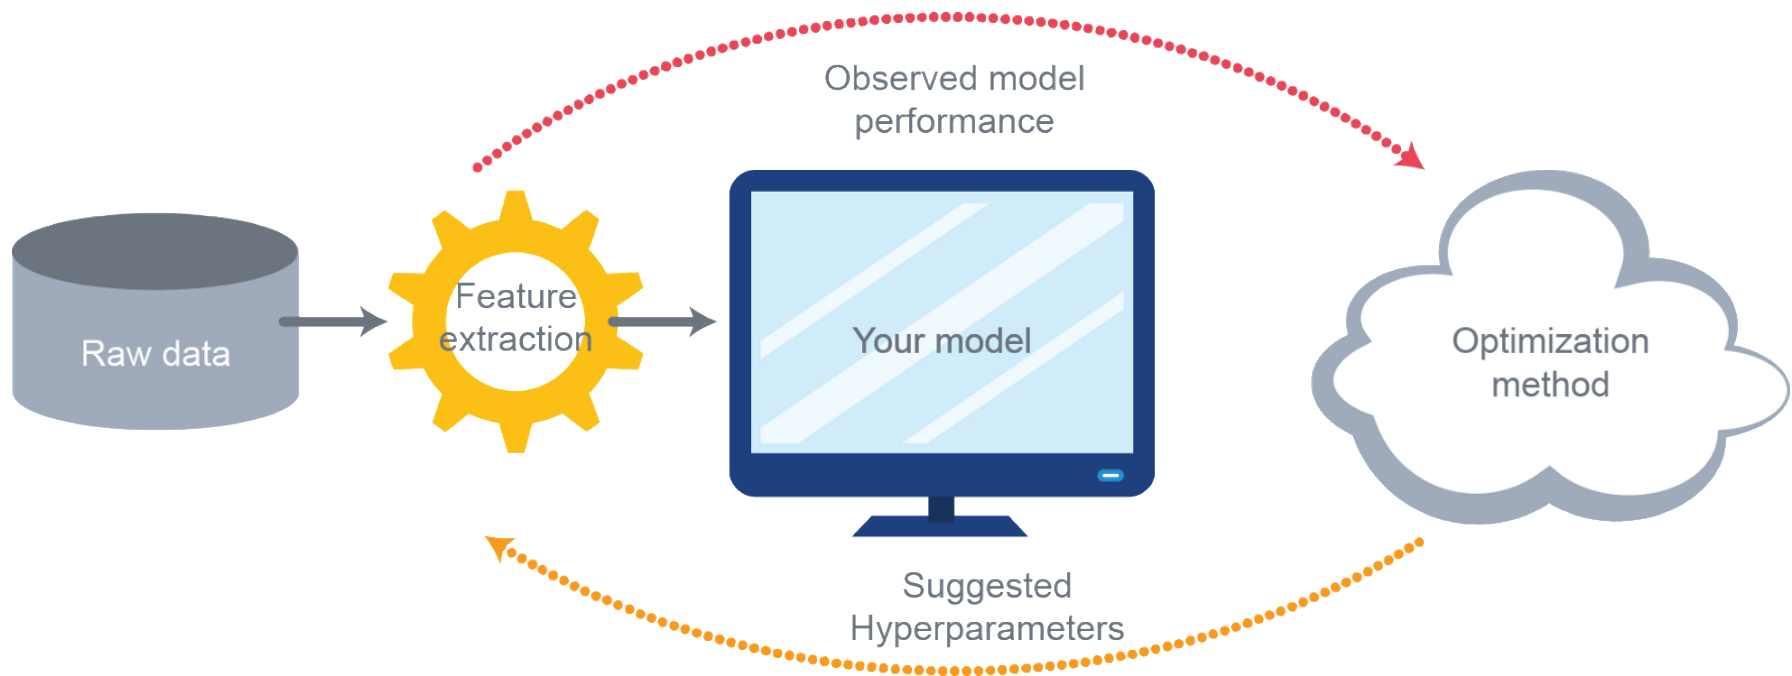 Observed model
performance
Raw data
Feature
extraction
Your model
Optimization
method
Suggested
Hyperparameters